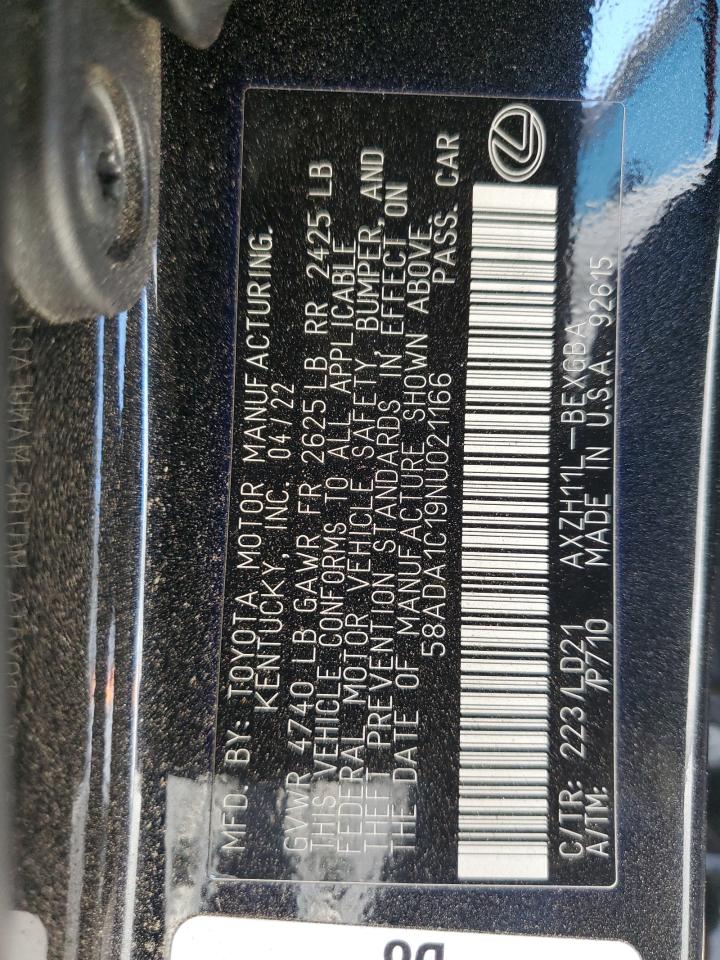 MFD. BY: TOYOTA MOTOR MANUFACTURING.
KENTUCKY, INC. 04/22
GVWR 4740 LB GAWR FR 2625 LB RR 2425 LB
THIS VEHICLE CONFORMS TO ALL APPLICABLE
FEDERAL MOTOR VEHICLE SAFETY, BUMPER, AND
THEFT PREVENTION STANDARDS IN EFFECT ON
THE DATE OF MANUFACTURE SHOWN ABOVE.
58ADA1C19NU021166 PASS. CAR
C/TR: 223/LD21 AXZH11L-BEXGBA
A/TM: /P710 MADE IN U.S.A. 92615